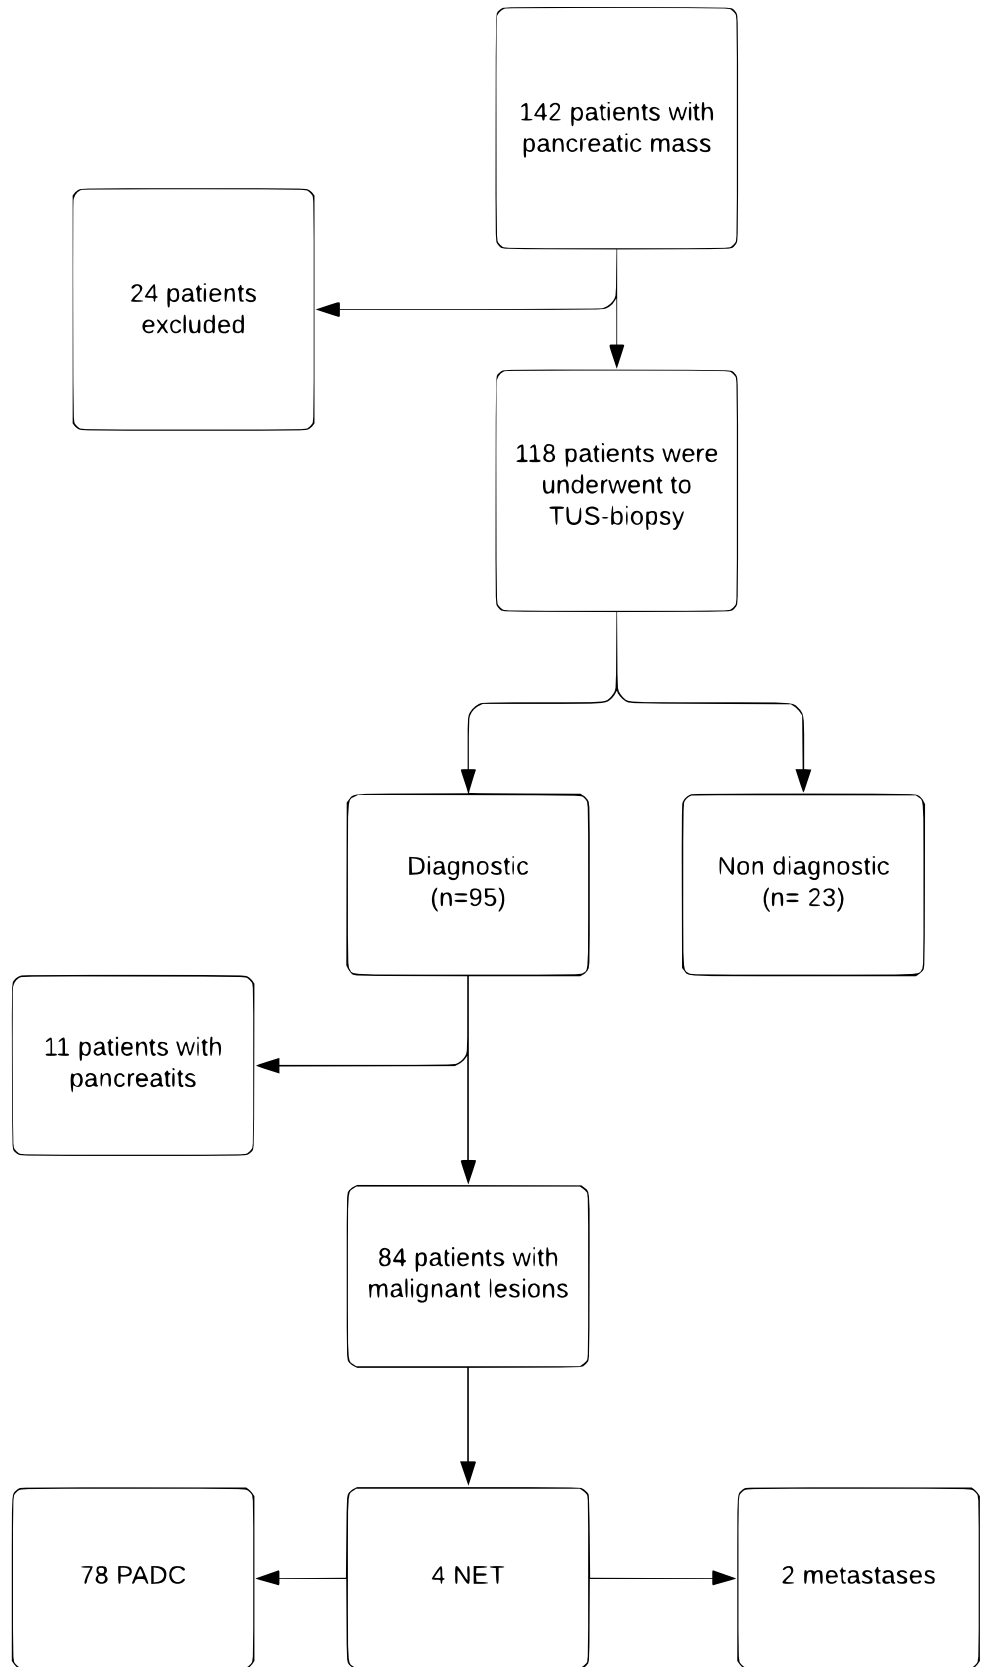 142 patients with
pancreatic mass
24 patients
excluded
118 patients were
underwent to
TUS-biopsy
Diagnostic
(n=95)
Non diagnostic
(n= 23)
11 patients with
pancreatits
84 patients with
malignant lesions
78 PADC
4 NET
2 metastases